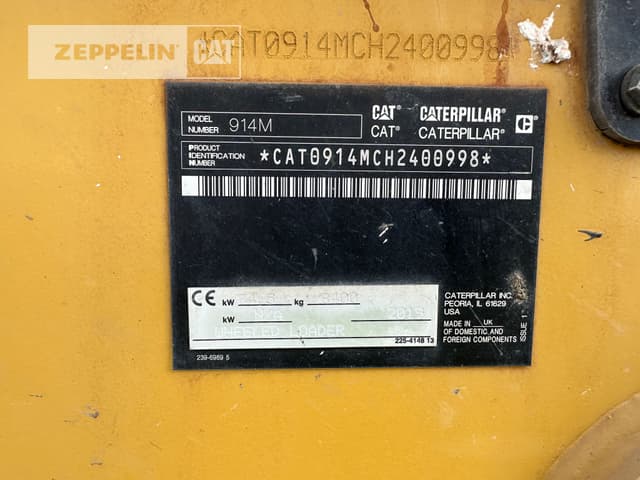 ZEPPELIN CAT
*CAT0914MCH2400998*
MODEL NUMBER 914M
CAT® CATERPILLAR®
CAT® CATERPILLAR®
PRODUCT IDENTIFICATION NUMBER *CAT0914MCH2400998*
CE kW kg
kW N/A
WHEELED LOADER
239-6969 5
225-4148 13
CATERPILLAR INC.
PEORIA, IL 61629
USA
MADE IN UK
OF DOMESTIC AND
FOREIGN COMPONENTS
ISSUE 11